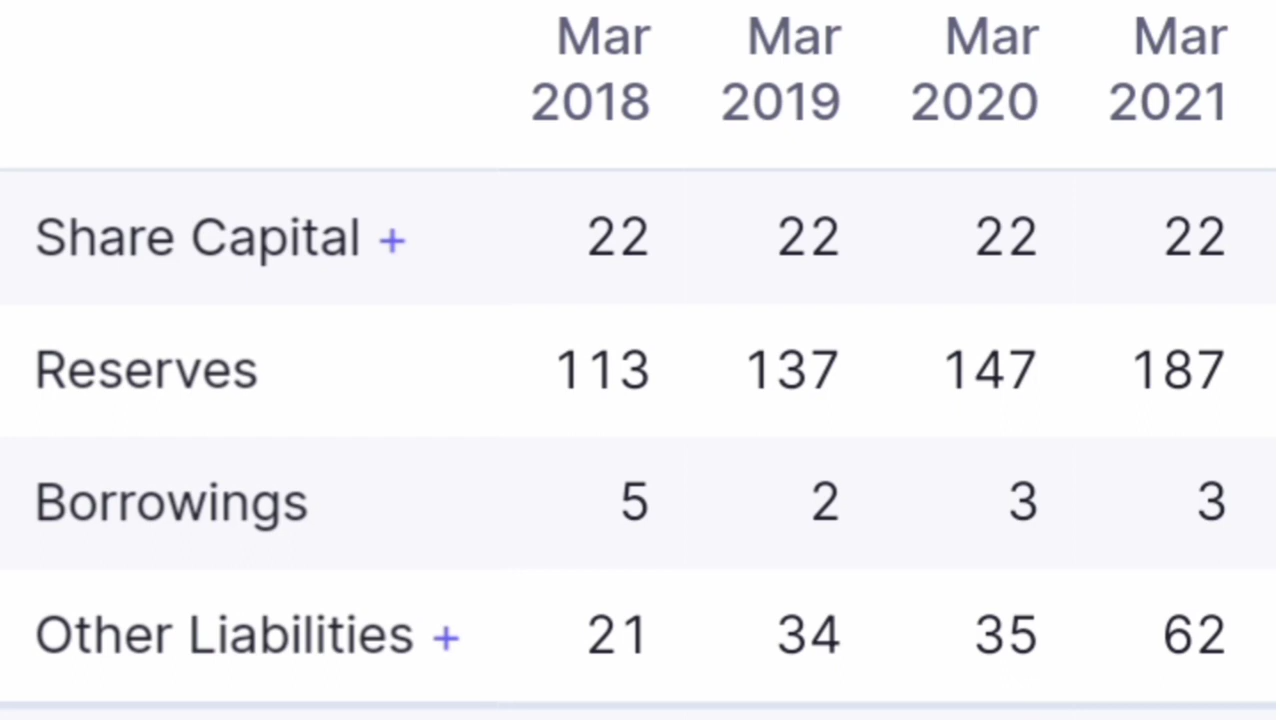 Mar Mar Mar Mar
2018 2019 2020 2021
Share Capital + 22 22 22 22
Reserves 113 137 147 187
Borrowings 5 2 3 3
Other Liabilities + 21 34 35 62